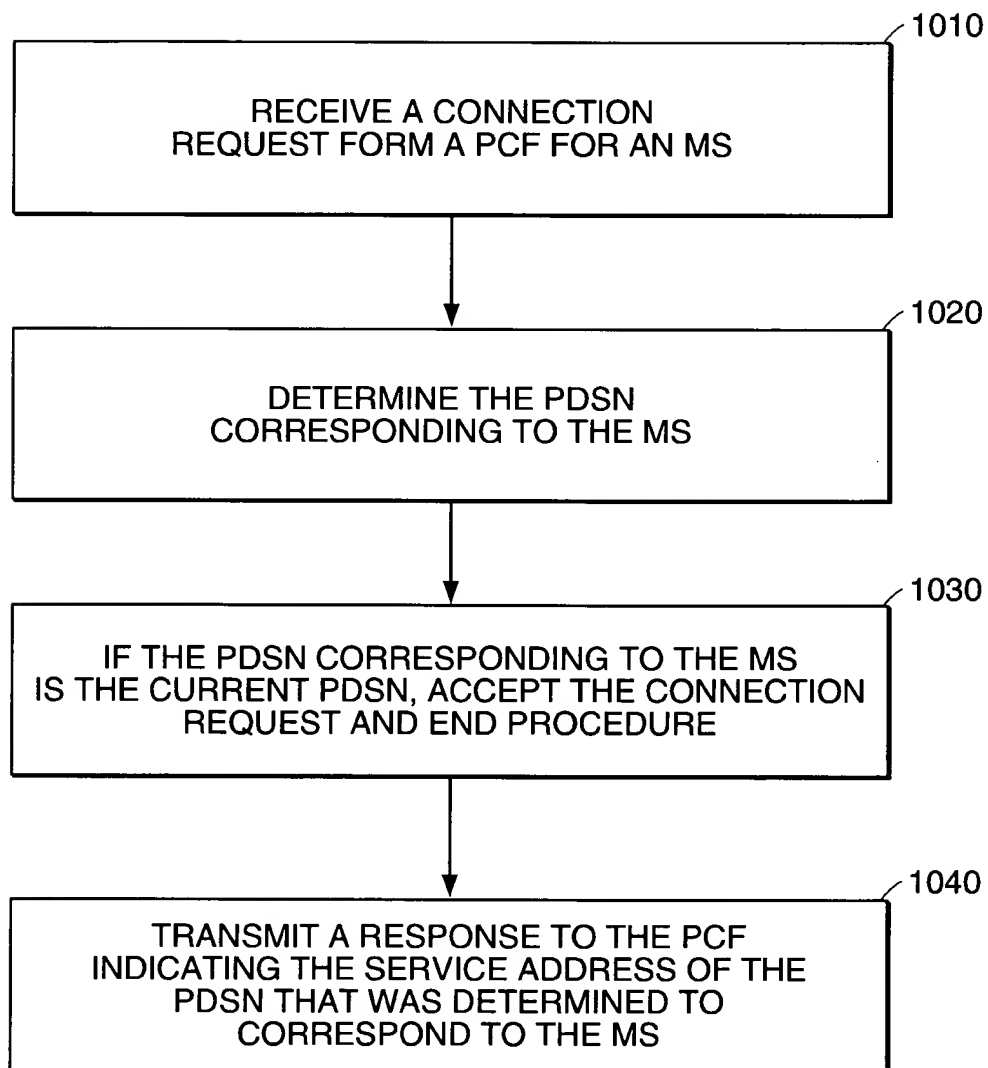 1010
RECEIVE A CONNECTION
REQUEST FORM A PCF FOR AN MS
1020
DETERMINE THE PDSN
CORRESPONDING TO THE MS
1030
IF THE PDSN CORRESPONDING TO THE MS
IS THE CURRENT PDSN, ACCEPT THE CONNECTION
REQUEST AND END PROCEDURE
1040
TRANSMIT A RESPONSE TO THE PCF
INDICATING THE SERVICE ADDRESS OF THE
PDSN THAT WAS DETERMINED TO
CORRESPOND TO THE MS